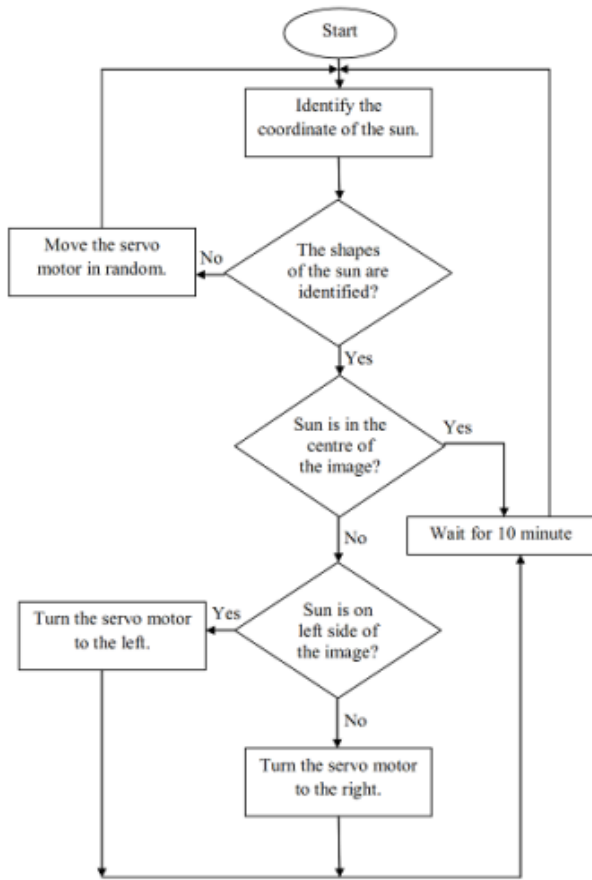 Start
Identify the
coordinate of the sun.
The shapes
of the sun are
identified?
No
Move the servo
motor in random.
Yes
Sun is in the
centre of
the image?
Yes
Wait for 10 minute
No
Sun is on
left side of
the image?
Yes
Turn the servo motor
to the left.
No
Turn the servo motor
to the right.